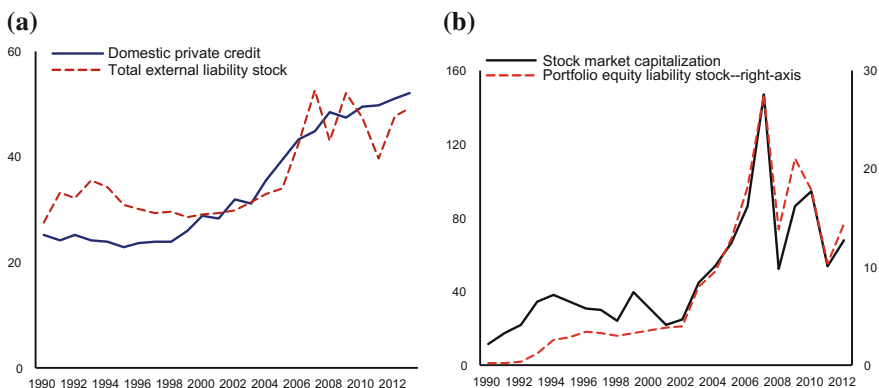 (a)
Domestic private credit
Total external liability stock
60
40
20
0
1990 1992 1994 1996 1998 2000 2002 2004 2006 2008 2010 2012
(b)
Stock market capitalization
Portfolio equity liability stock--right-axis
160
120
80
40
0
30
20
10
0
1990 1992 1994 1996 1998 2000 2002 2004 2006 2008 2010 2012